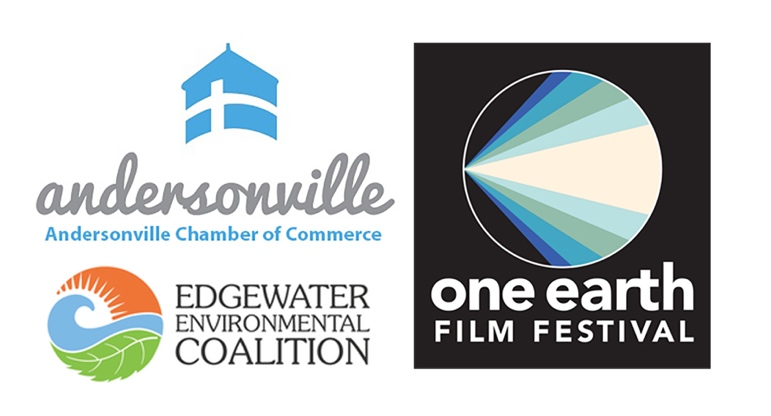 andersonville
Andersonville Chamber of Commerce
EDGEWATER
ENVIRONMENTAL
COALITION
one earth
FILM FESTIVAL